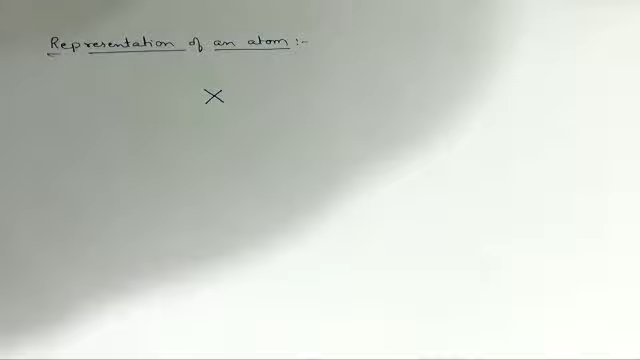 Representation of an atom :-
X